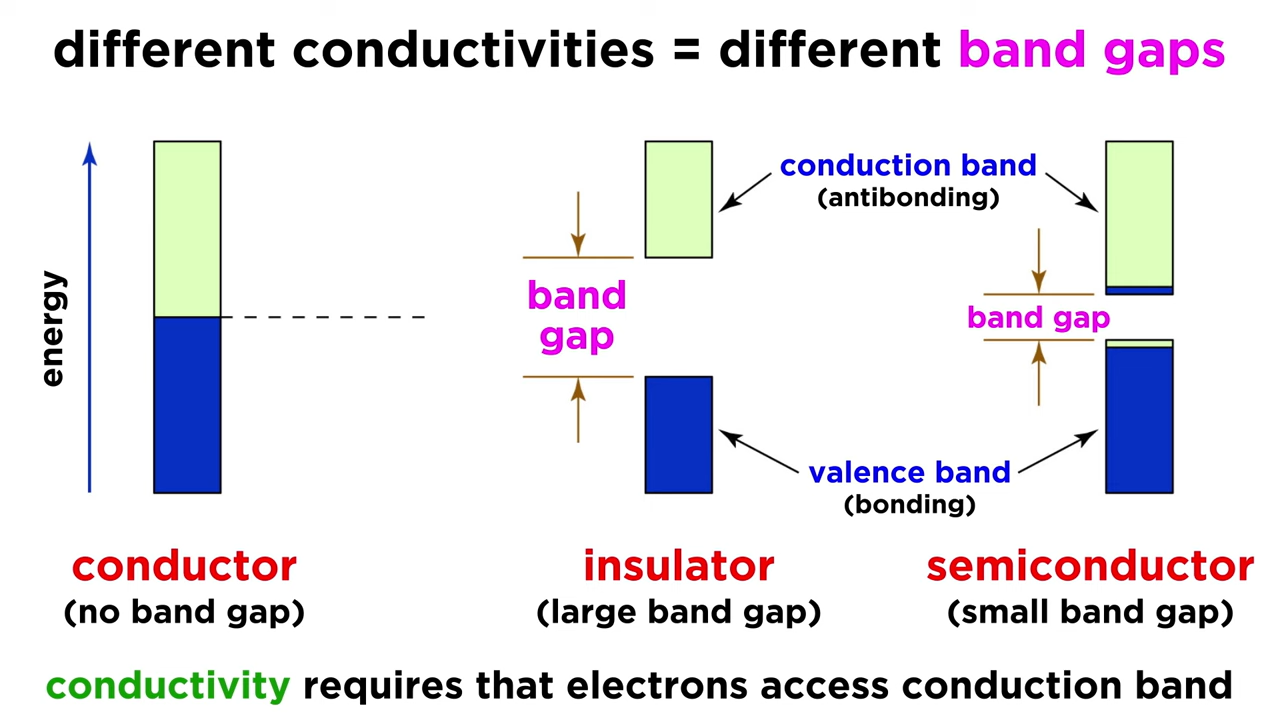 different conductivities = different band gaps
energy
conduction band
(antibonding)
band
gap
band gap
valence band
(bonding)
conductor
(no band gap)
insulator
(large band gap)
semiconductor
(small band gap)
conductivity requires that electrons access conduction band